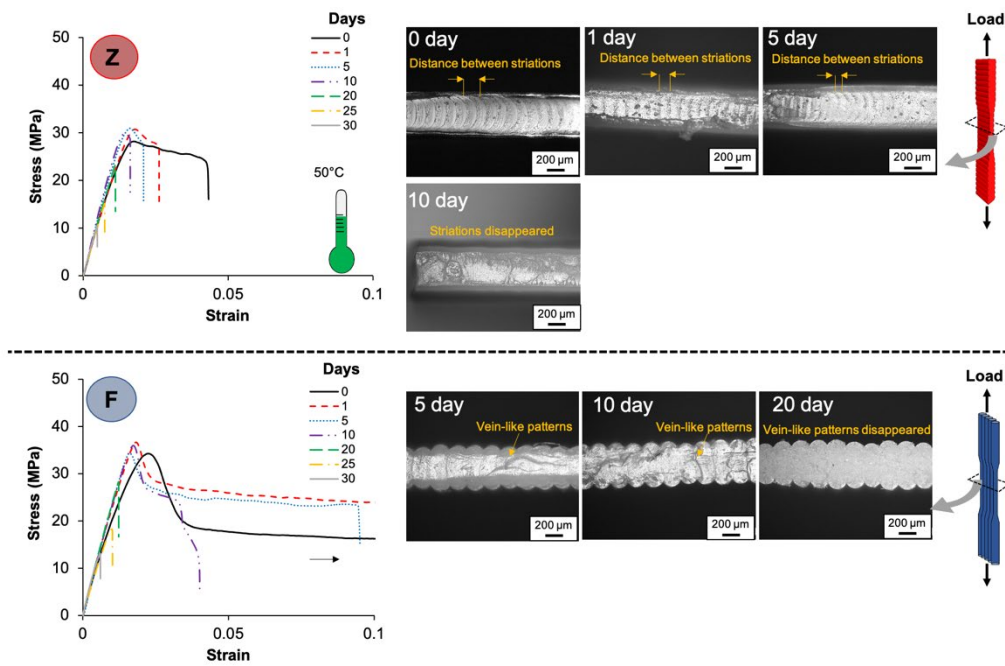 Z
Days
0
1
5
10
20
25
30
50
40
30
20
10
0
Stress (MPa)
50°C
0
0.05
0.1
Strain
0 day
Distance between striations
200 µm
1 day
Distance between striations
200 µm
5 day
Distance between striations
200 µm
10 day
Striations disappeared
200 µm
Load
F
Days
0
1
5
10
20
25
30
50
40
30
20
10
0
Stress (MPa)
0
0.05
0.1
Strain
5 day
Vein-like patterns
200 µm
10 day
Vein-like patterns
200 µm
20 day
Vein-like patterns disappeared
200 µm
Load